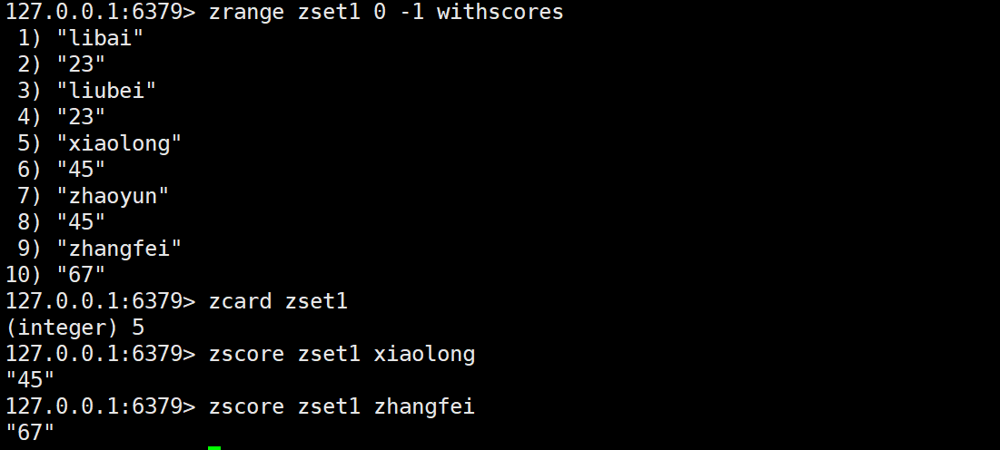 127.0.0.1:6379> zrange zset1 0 -1 withscores
 1) "libai"
 2) "23"
 3) "liubei"
 4) "23"
 5) "xiaolong"
 6) "45"
 7) "zhaoyun"
 8) "45"
 9) "zhangfei"
10) "67"
127.0.0.1:6379> zcard zset1
(integer) 5
127.0.0.1:6379> zscore zset1 xiaolong
"45"
127.0.0.1:6379> zscore zset1 zhangfei
"67"